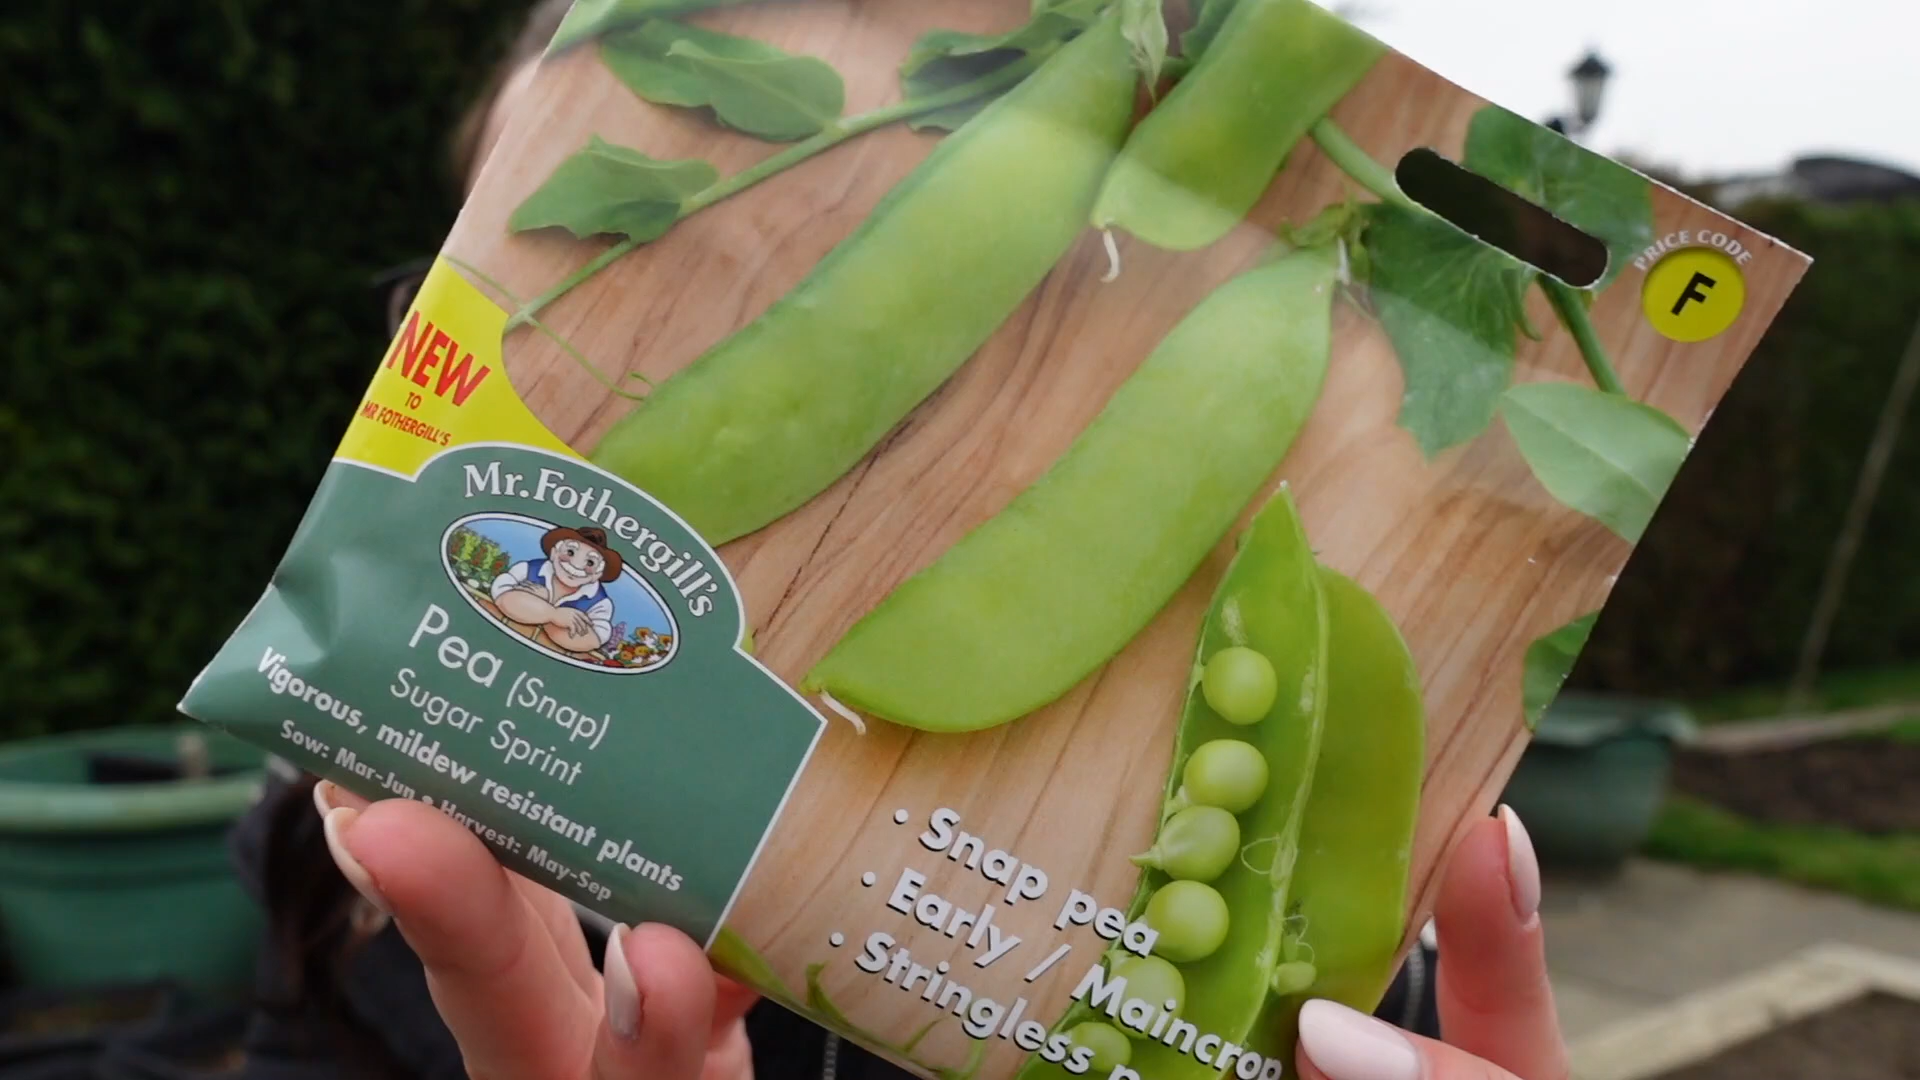 PRICE CODE
F
NEW
TO
MR FOTHERGILL'S
Mr.Fothergill's
Pea (Snap)
Sugar Sprint
Vigorous, mildew resistant plants
Sow: Mar-Jun • Harvest: May-Sep
• Snap pea
• Early / Maincrop
• Stringless